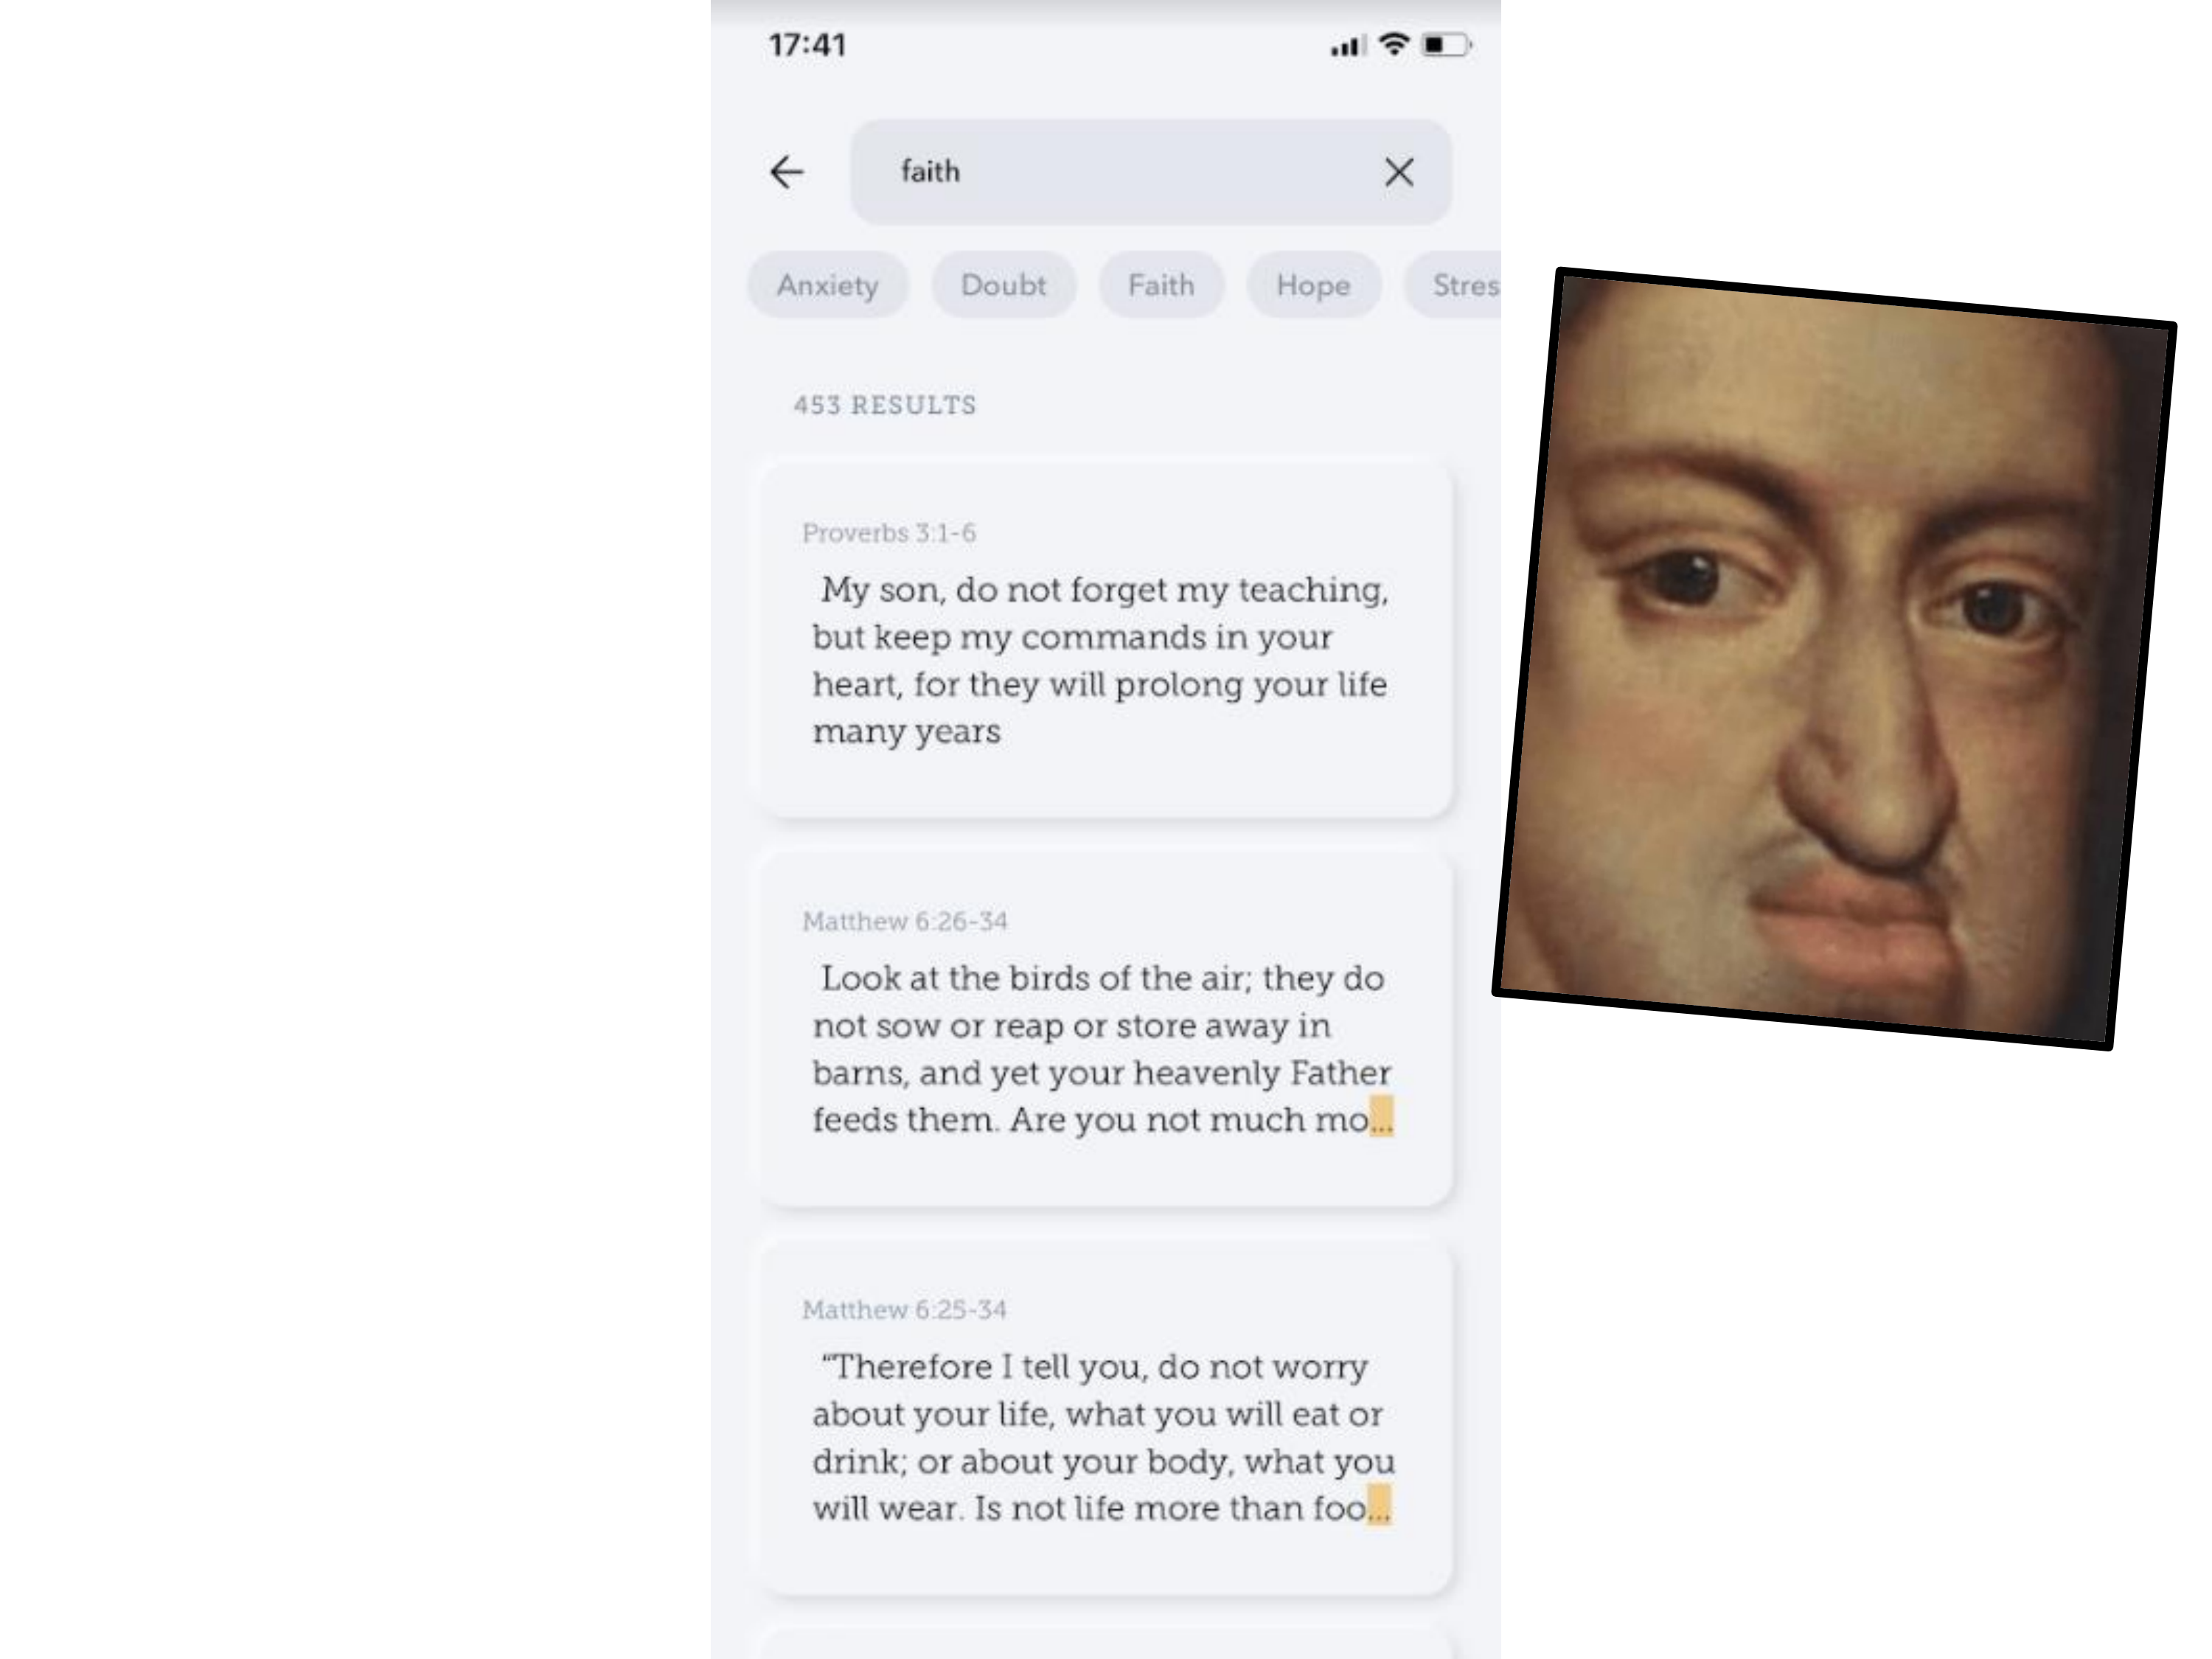 17:41
faith
Anxiety Doubt Faith Hope Stres
453 RESULTS
Proverbs 3:1-6
My son, do not forget my teaching,
but keep my commands in your
heart, for they will prolong your life
many years
Matthew 6:26-34
Look at the birds of the air; they do
not sow or reap or store away in
barns, and yet your heavenly Father
feeds them. Are you not much mo...
Matthew 6:25-34
“Therefore I tell you, do not worry
about your life, what you will eat or
drink; or about your body, what you
will wear. Is not life more than foo...